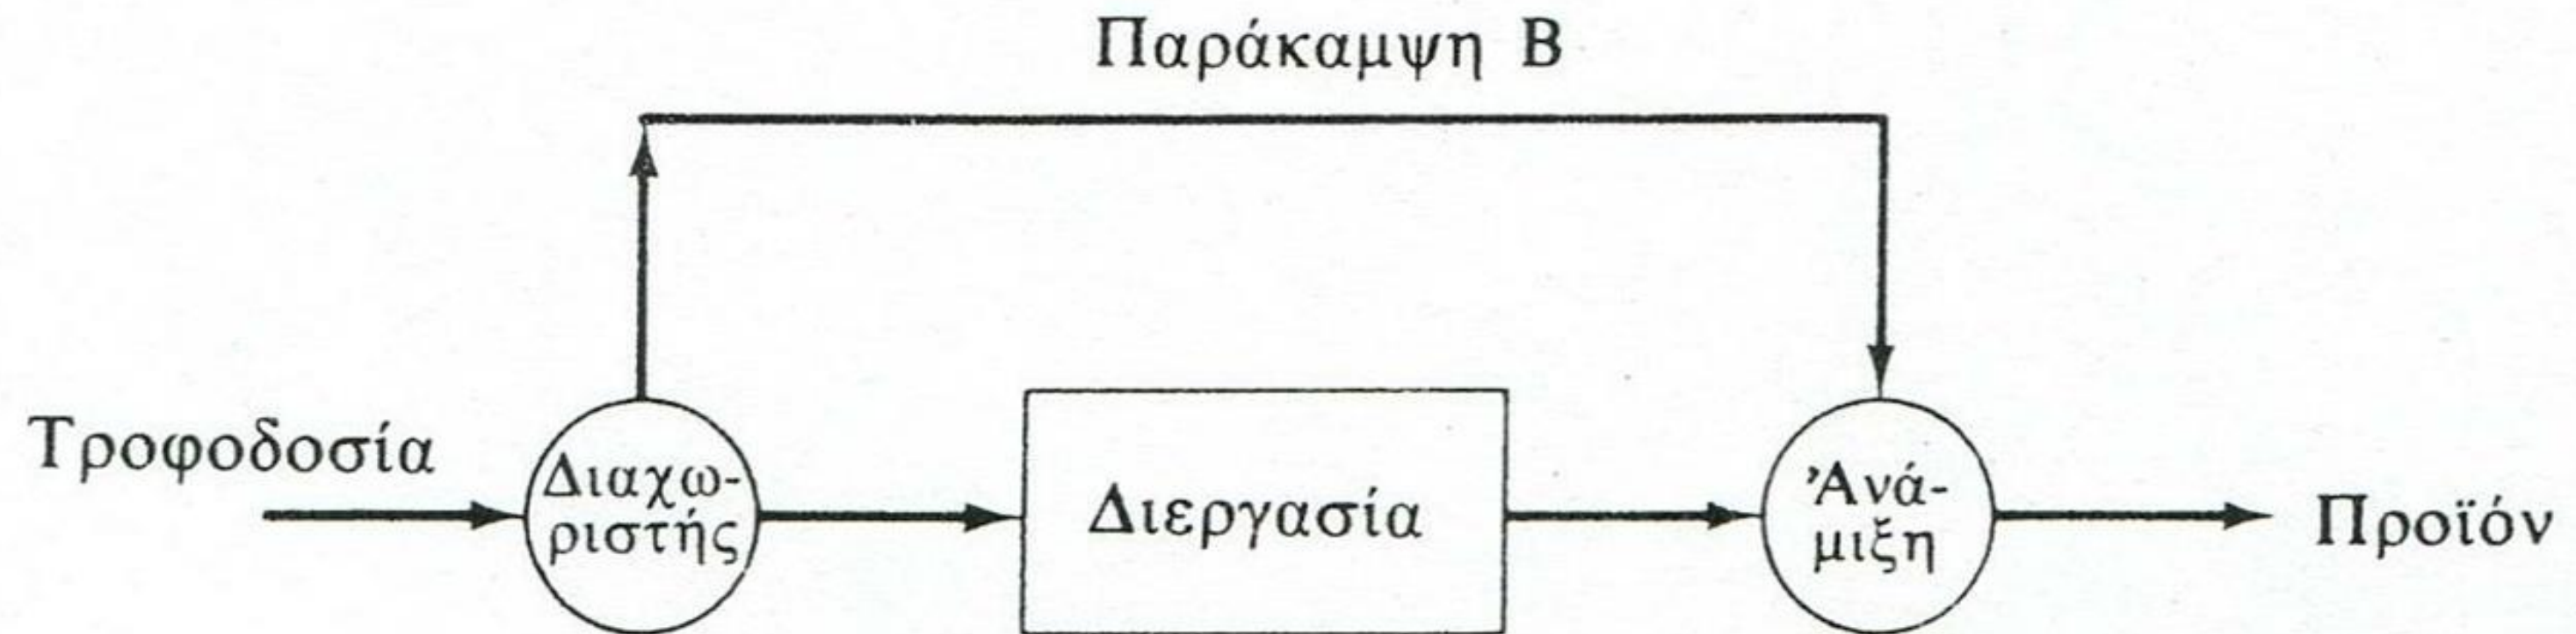 Παράκαμψη Β
Τροφοδοσία
Διαχω-
ριστής
Διεργασία
Ἀνά-
μιξη
Προϊόν